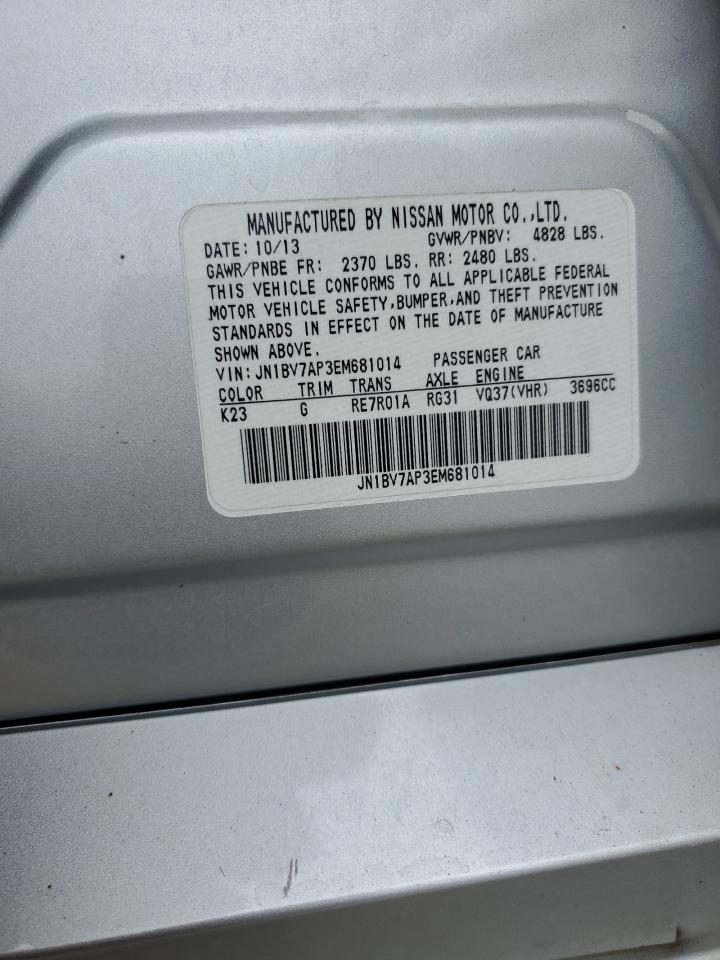 MANUFACTURED BY NISSAN MOTOR CO.,LTD.
DATE: 10/13 GVWR/PNBV: 4828 LBS.
GAWR/PNBE FR: 2370 LBS. RR: 2480 LBS.
THIS VEHICLE CONFORMS TO ALL APPLICABLE FEDERAL
MOTOR VEHICLE SAFETY,BUMPER,AND THEFT PREVENTION
STANDARDS IN EFFECT ON THE DATE OF MANUFACTURE
SHOWN ABOVE.
VIN: JN1BV7AP3EM681014 PASSENGER CAR
COLOR TRIM TRANS AXLE ENGINE
K23 G RE7R01A RG31 VQ37(VHR) 3696CC
JN1BV7AP3EM681014